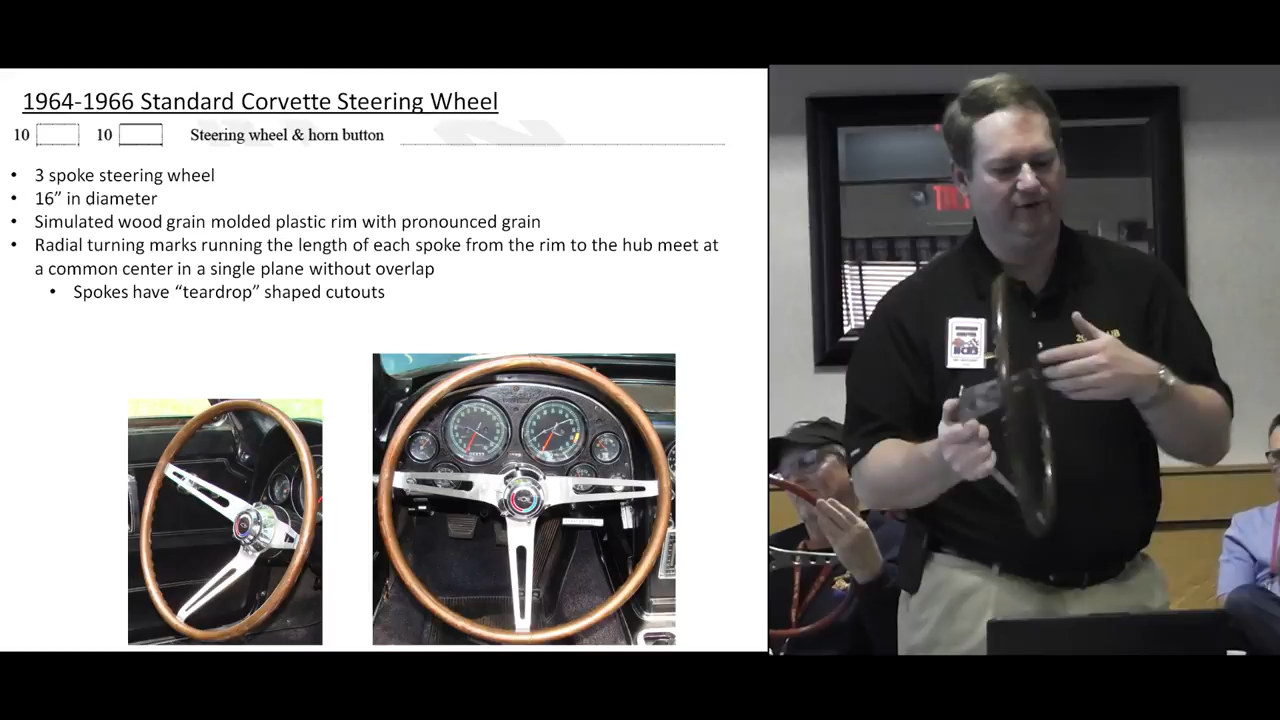 1964-1966 Standard Corvette Steering Wheel
10 10 Steering wheel & horn button
• 3 spoke steering wheel
• 16” in diameter
• Simulated wood grain molded plastic rim with pronounced grain
• Radial turning marks running the length of each spoke from the rim to the hub meet at
a common center in a single plane without overlap
• Spokes have “teardrop” shaped cutouts